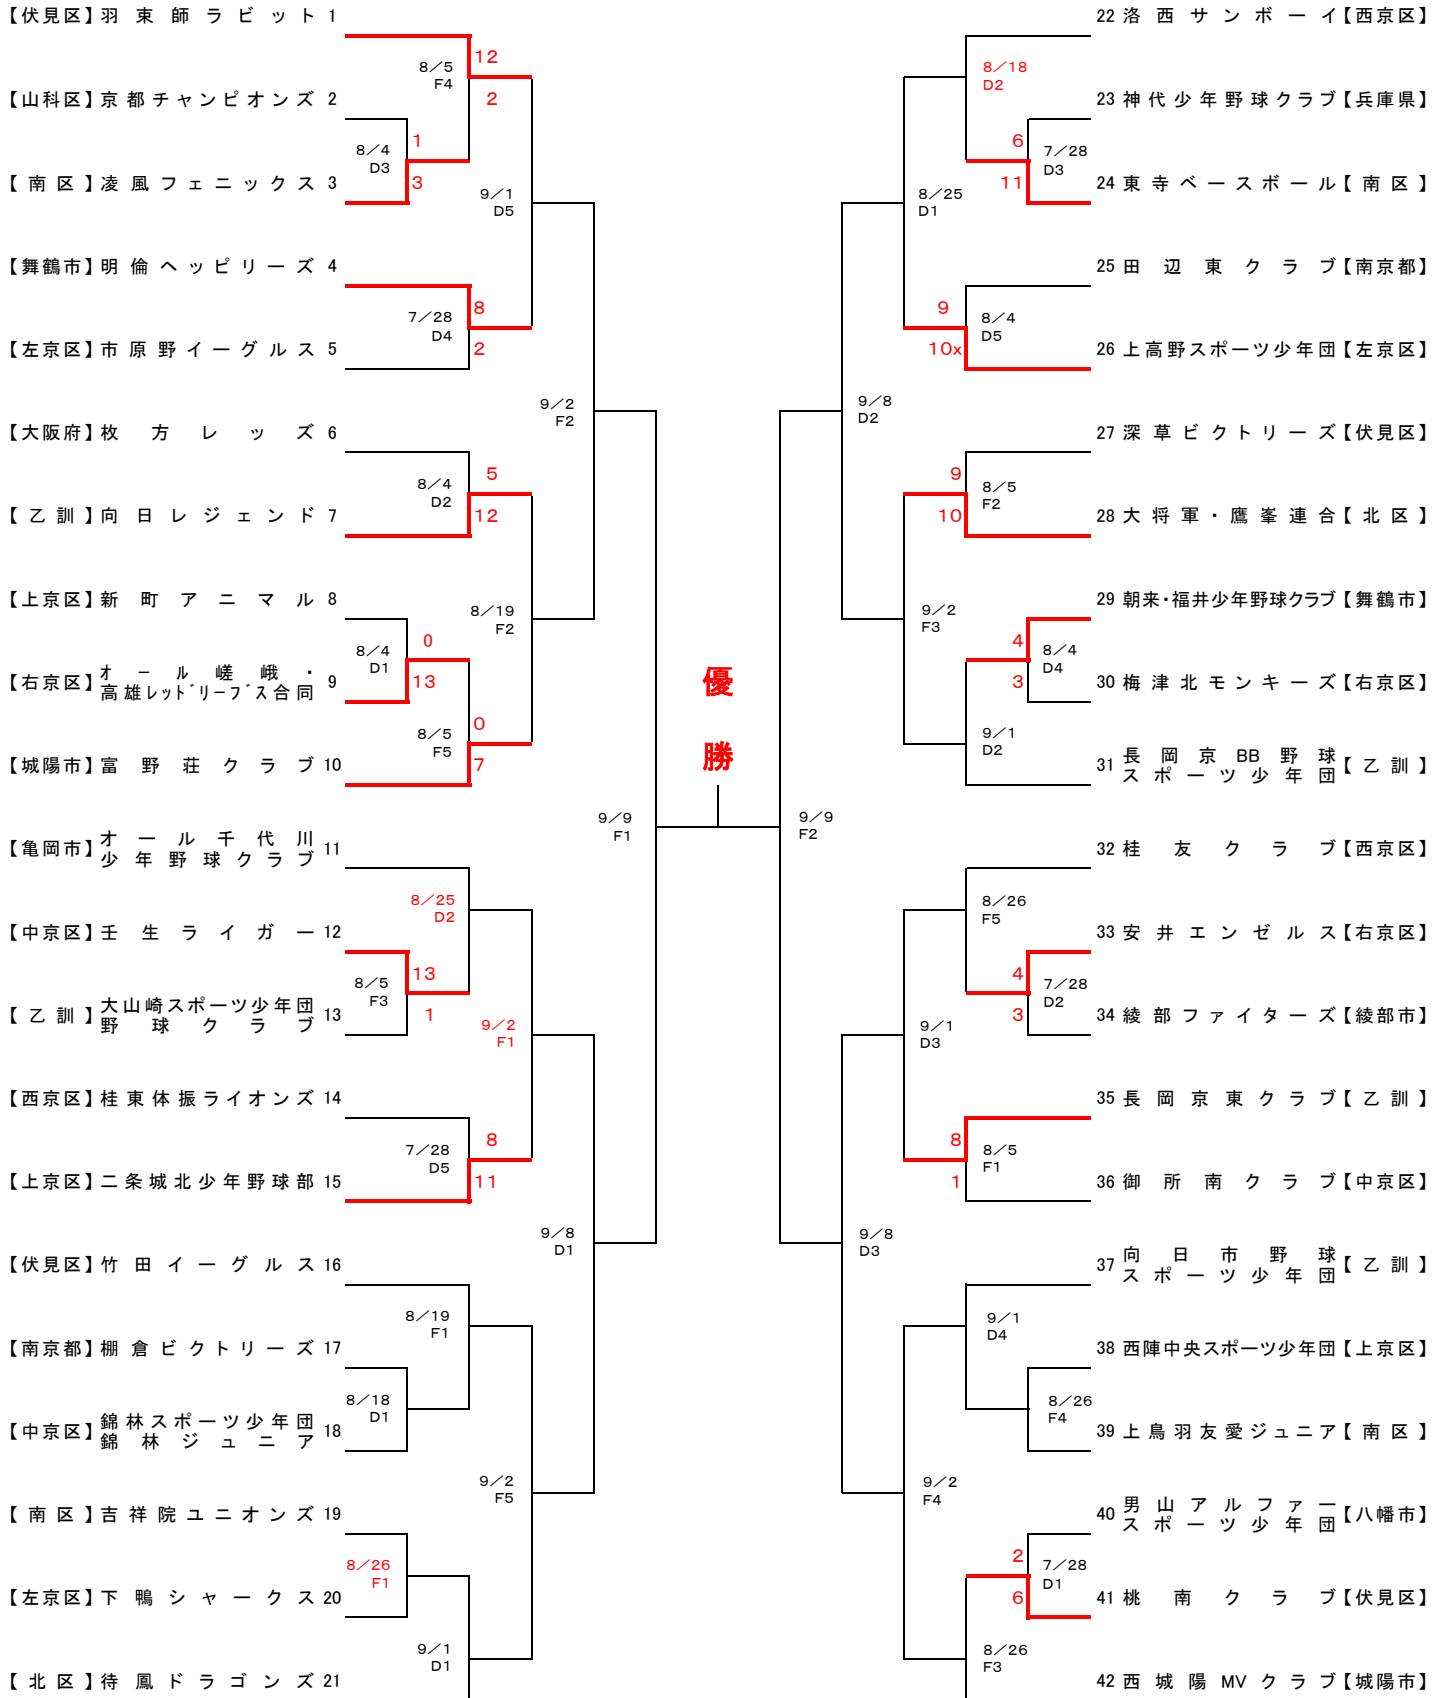 【伏見区】羽東師ラビット 1
12
8/5
F4
【山科区】京都チャンピオンズ 2
2
1
8/4
D3
【南区】凌風フェニックス 3
3
9/1
D5
【舞鶴市】明倫ヘッピリーズ 4
8
7/28
D4
【左京区】市原野イーグルス 5
2
9/2
F2
【大阪府】枚方レッズ 6
5
8/4
D2
【乙訓】向日レジェンド 7
12
【上京区】新町アニマル 8
8/19
F2
0
8/4
D1
【右京区】オール嵯峨・
高雄レッドリーブス合同 9
13
0
8/5
F5
【城陽市】富野荘クラブ 10
7
9/9
F1
【亀岡市】オール千代川
少年野球クラブ 11
8/25
D2
【中京区】壬生ライガー 12
13
8/5
F3
【乙訓】大山崎スポーツ少年団
野球クラブ 13
1
9/2
F1
【西京区】桂東体振ライオンズ 14
8
7/28
D5
【上京区】二条城北少年野球部 15
11
9/8
D1
【伏見区】竹田イーグルス 16
8/19
F1
【南京都】棚倉ビクトリーズ 17
8/18
D1
【中京区】錦林スポーツ少年団
錦林ジュニア 18
9/2
F5
【南区】吉祥院ユニオンズ 19
8/26
F1
【左京区】下鴨シャークス 20
9/1
D1
【北区】待鳳ドラゴンズ 21
優
勝
22 洛西サンボーイ【西京区】
8/18
D2
23 神代少年野球クラブ【兵庫県】
6
7/28
D3
24 東寺ベースボール【南区】
11
8/25
D1
25 田辺東クラブ【南京都】
9
8/4
D5
26 上高野スポーツ少年団【左京区】
10x
9/8
D2
27 深草ビクトリーズ【伏見区】
9
8/5
F2
28 大将軍・鷹峯連合【北区】
10
29 朝来・福井少年野球クラブ【舞鶴市】
9/2
F3
4
8/4
D4
30 梅津北モンキーズ【右京区】
3
9/1
D2
31 長岡京BB野球
スポーツ少年団【乙訓】
9/9
F2
32 桂友クラブ【西京区】
8/26
F5
33 安井エンゼルス【右京区】
4
7/28
D2
34 綾部ファイターズ【綾部市】
3
9/1
D3
35 長岡京東クラブ【乙訓】
8
8/5
F1
36 御所南クラブ【中京区】
1
9/8
D3
37 向日市野球
スポーツ少年団【乙訓】
9/1
D4
38 西陣中央スポーツ少年団【上京区】
8/26
F4
39 上鳥羽友愛ジュニア【南区】
9/2
F4
40 男山アルファー
スポーツ少年団【八幡市】
2
7/28
D1
41 桃南クラブ【伏見区】
6
8/26
F3
42 西城陽MVクラブ【城陽市】